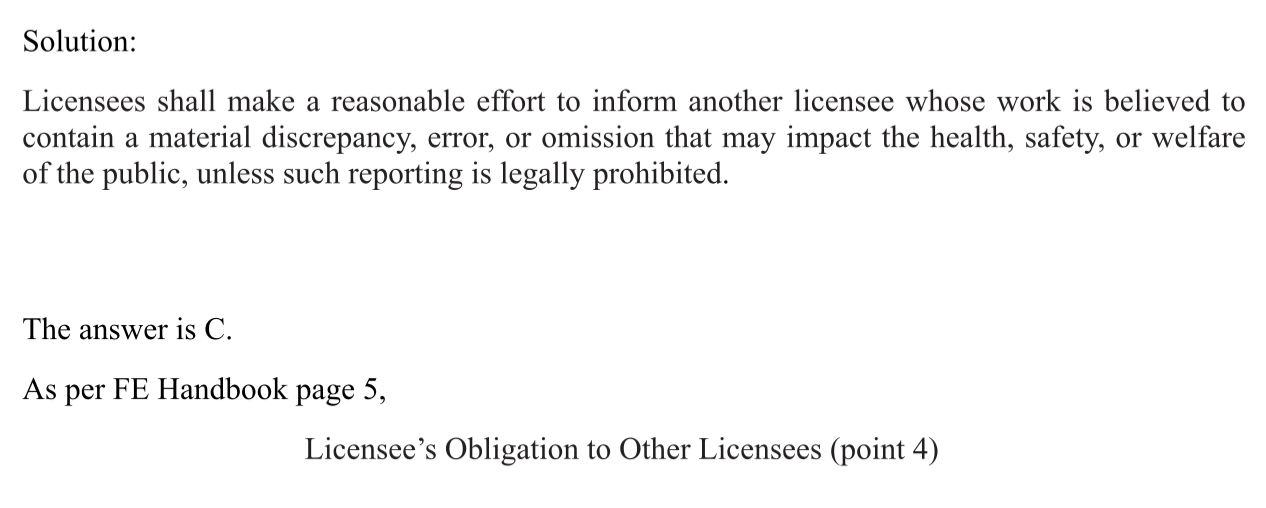 Solution:
Licensees shall make a reasonable effort to inform another licensee whose work is believed to
contain a material discrepancy, error, or omission that may impact the health, safety, or welfare
of the public, unless such reporting is legally prohibited.
The answer is C.
As per FE Handbook page 5,
Licensee’s Obligation to Other Licensees (point 4)